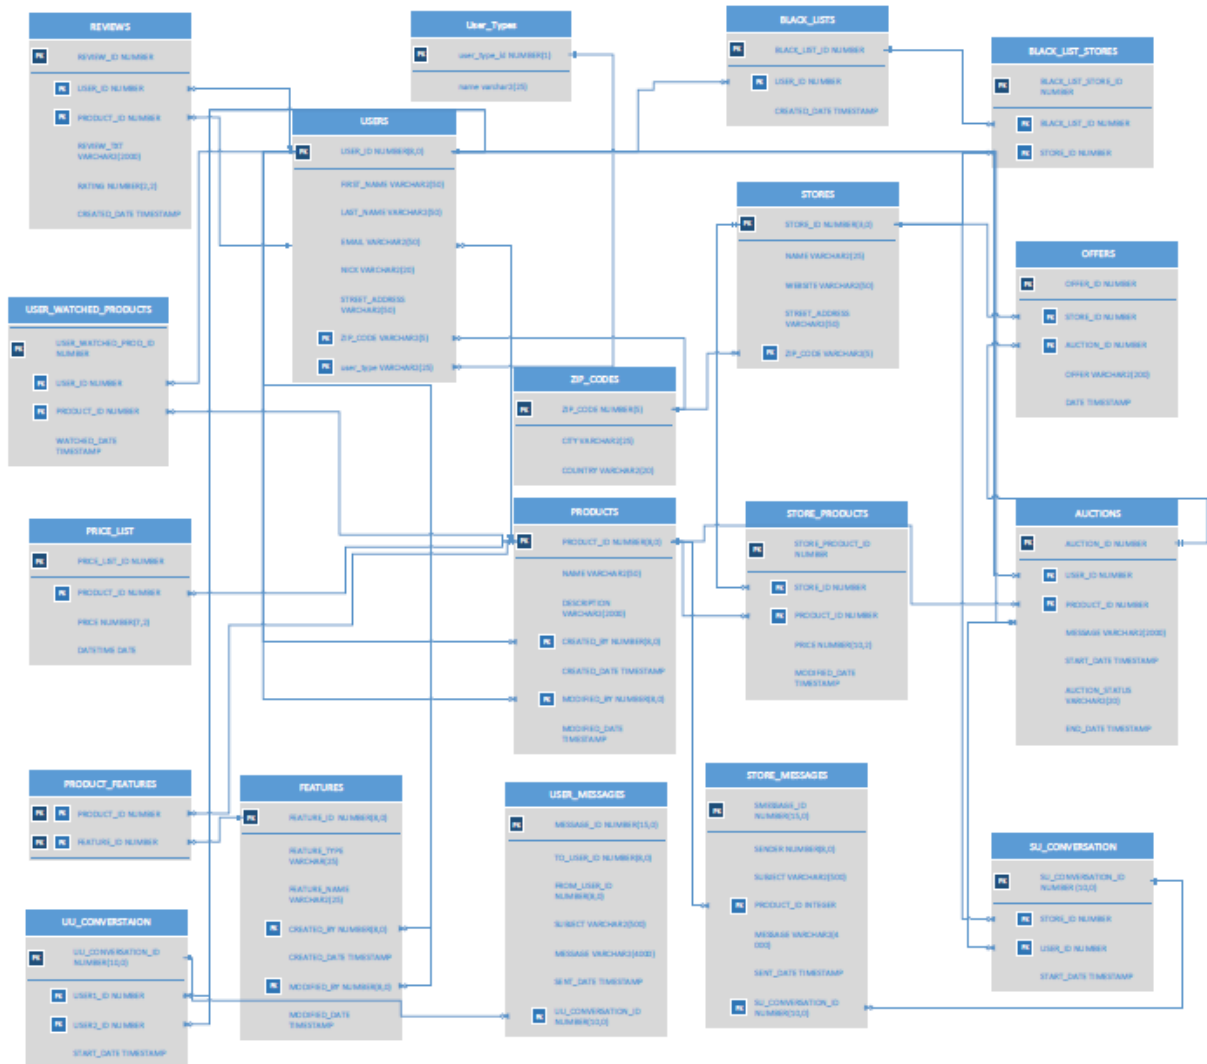 REVIEWS
PK
REVIEW_ID NUMBER
FK
USER_ID NUMBER
FK
PRODUCT_ID NUMBER
REVIEW_TXT
VARCHAR2(2000)
RATING NUMBER(2,2)
CREATED_DATE TIMESTAMP
User_Types
PK
user_type_id NUMBER(1)
name varchar2(25)
BLACK_LISTS
PK
BLACK_LIST_ID NUMBER
FK
USER_ID NUMBER
CREATED_DATE TIMESTAMP
BLACK_LIST_STORES
PK
BLACK_LIST_STORE_ID
NUMBER
FK
BLACK_LIST_ID NUMBER
FK
STORE_ID NUMBER
USERS
PK
USER_ID NUMBER(8,0)
FIRST_NAME VARCHAR2(50)
LAST_NAME VARCHAR2(50)
EMAIL VARCHAR2(50)
NICK VARCHAR2(20)
STREET_ADDRESS
VARCHAR2(50)
FK
ZIP_CODE VARCHAR2(5)
FK
user_type VARCHAR2(25)
STORES
PK
STORE_ID NUMBER(8,0)
NAME VARCHAR2(25)
WEBSITE VARCHAR2(50)
STREET_ADDRESS
VARCHAR2(50)
FK
ZIP_CODE VARCHAR2(5)
OFFERS
PK
OFFER_ID NUMBER
FK
STORE_ID NUMBER
FK
AUCTION_ID NUMBER
OFFER VARCHAR2(200)
DATE TIMESTAMP
USER_WATCHED_PRODUCTS
PK
USER_WATCHED_PROD_ID
NUMBER
FK
USER_ID NUMBER
FK
PRODUCT_ID NUMBER
WATCHED_DATE
TIMESTAMP
ZIP_CODES
PK
ZIP_CODE NUMBER(5)
CITY VARCHAR2(25)
COUNTRY VARCHAR2(20)
PRICE_LIST
PK
PRICE_LIST_ID NUMBER
FK
PRODUCT_ID NUMBER
PRICE NUMBER(7,2)
DATETIME DATE
PRODUCTS
PK
PRODUCT_ID NUMBER(8,0)
NAME VARCHAR2(50)
DESCRIPTION
VARCHAR2(2000)
FK
CREATED_BY NUMBER(8,0)
CREATED_DATE TIMESTAMP
FK
MODIFIED_BY NUMBER(8,0)
MODIFIED_DATE
TIMESTAMP
STORE_PRODUCTS
PK
STORE_PRODUCT_ID
NUMBER
FK
STORE_ID NUMBER
FK
PRODUCT_ID NUMBER
PRICE NUMBER(10,2)
MODIFIED_DATE
TIMESTAMP
AUCTIONS
PK
AUCTION_ID NUMBER
FK
USER_ID NUMBER
FK
PRODUCT_ID NUMBER
MESSAGE VARCHAR2(2000)
START_DATE TIMESTAMP
AUCTION_STATUS
VARCHAR2(20)
END_DATE TIMESTAMP
PRODUCT_FEATURES
PK FK
PRODUCT_ID NUMBER
PK FK
FEATURE_ID NUMBER
FEATURES
PK
FEATURE_ID NUMBER(8,0)
FEATURE_TYPE
VARCHAR(25)
FEATURE_NAME
VARCHAR2(25)
FK
CREATED_BY NUMBER(8,0)
CREATED_DATE TIMESTAMP
FK
MODIFIED_BY NUMBER(8,0)
MODIFIED_DATE
TIMESTAMP
USER_MESSAGES
PK
MESSAGE_ID NUMBER(15,0)
TO_USER_ID NUMBER(8,0)
FROM_USER_ID
NUMBER(8,0)
SUBJECT VARCHAR2(500)
MESSAGE VARCHAR2(4000)
SENT_DATE TIMESTAMP
FK
UU_CONVERSATION_ID
NUMBER(10,0)
STORE_MESSAGES
PK
SMESSAGE_ID
NUMBER(15,0)
SENDER NUMBER(8,0)
SUBJECT VARCHAR2(500)
FK
PRODUCT_ID INTEGER
MESSAGE VARCHAR2(4
000)
SENT_DATE TIMESTAMP
FK
SU_CONVERSATION_ID
NUMBER(10,0)
SU_CONVERSATION
PK
SU_CONVERSATION_ID
NUMBER (10,0)
FK
STORE_ID NUMBER
FK
USER_ID NUMBER
START_DATE TIMESTAMP
UU_CONVERSTAION
PK
UU_CONVERSATION_ID
NUMBER(10,0)
FK
USER1_ID NUMBER
FK
USER2_ID NUMBER
START_DATE TIMESTAMP